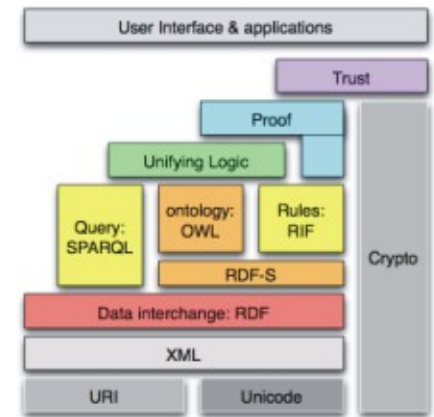 User Interface & applications
Trust
Proof
Unifying Logic
Query:
SPARQL
ontology:
OWL
Rules:
RIF
Crypto
RDF-S
Data interchange: RDF
XML
URI
Unicode